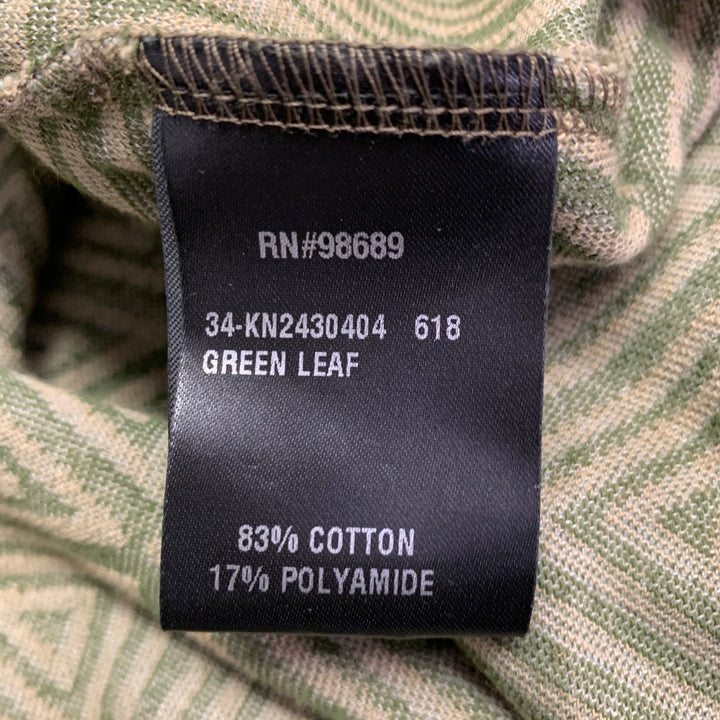 RN#98689
34-KN2430404 618
GREEN LEAF
83% COTTON
17% POLYAMIDE